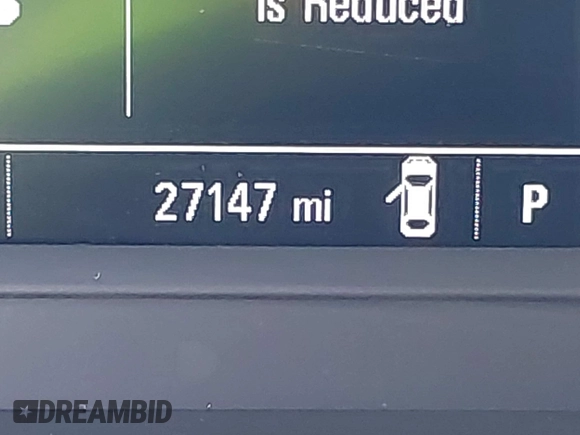 is Reduced
27147 mi P
DREAMBID